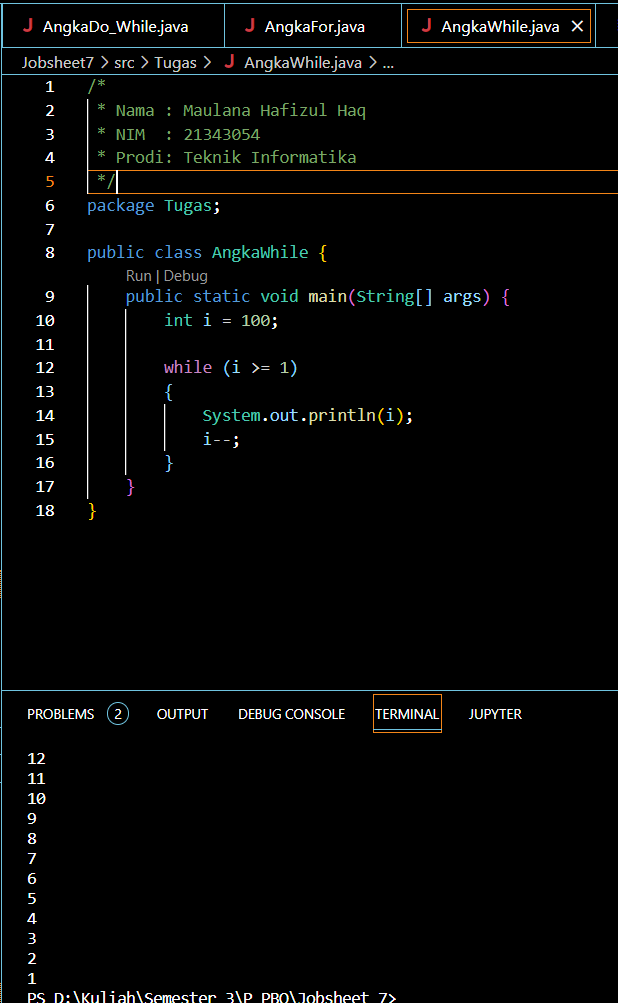 AngkaDo_While.java AngkaFor.java AngkaWhile.java
Jobsheet7 > src > Tugas > AngkaWhile.java > ...
1 /*
2 * Nama : Maulana Hafizul Haq
3 * NIM  : 21343054
4 * Prodi: Teknik Informatika
5 */
6 package Tugas;
7
8 public class AngkaWhile {
Run | Debug
9 public static void main(String[] args) {
10 int i = 100;
11
12 while (i >= 1)
13 {
14 System.out.println(i);
15 i--;
16 }
17 }
18 }
PROBLEMS 2 OUTPUT DEBUG CONSOLE TERMINAL JUPYTER
12
11
10
9
8
7
6
5
4
3
2
1
PS D:\Kuliah\Semester 3\P PBO\Jobsheet 7>